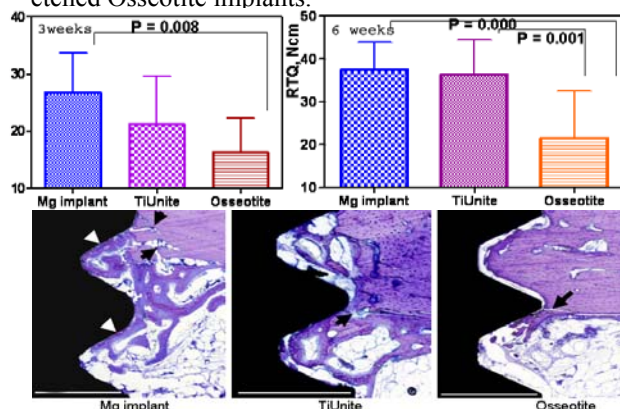 etched Osseotite implants.
3weeks
P = 0.008
40
30
20
10
Mg implant
TiUnite
Osseotite
6 weeks
P = 0.000
P = 0.001
RTQ, Ncm
50
40
30
20
10
Mg implant
TiUnite
Osseotite
Mg implant
TiUnite
Osseotite